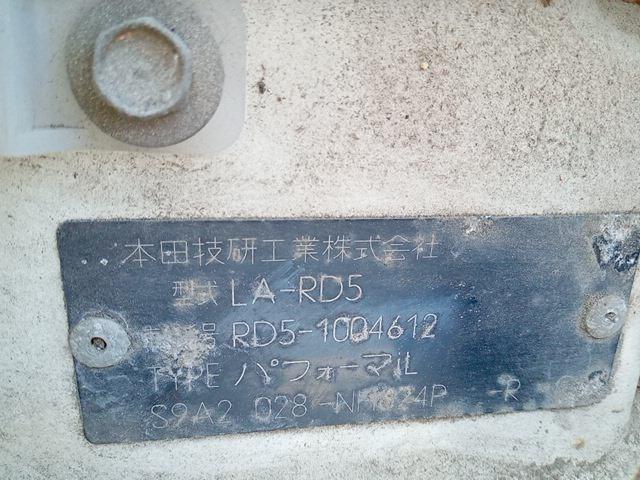 本田技研工業株式会社
型式 LA-RD5
号 RD5-1004612
TYPE パフォーマiL
S9A2 028 -R